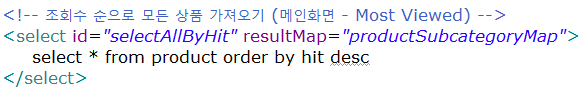 <!-- 조회수 순으로 모든 상품 가져오기 (메인화면 - Most Viewed) -->
<select id="selectAllByHit" resultMap="productSubcategoryMap">
select * from product order by hit desc
</select>